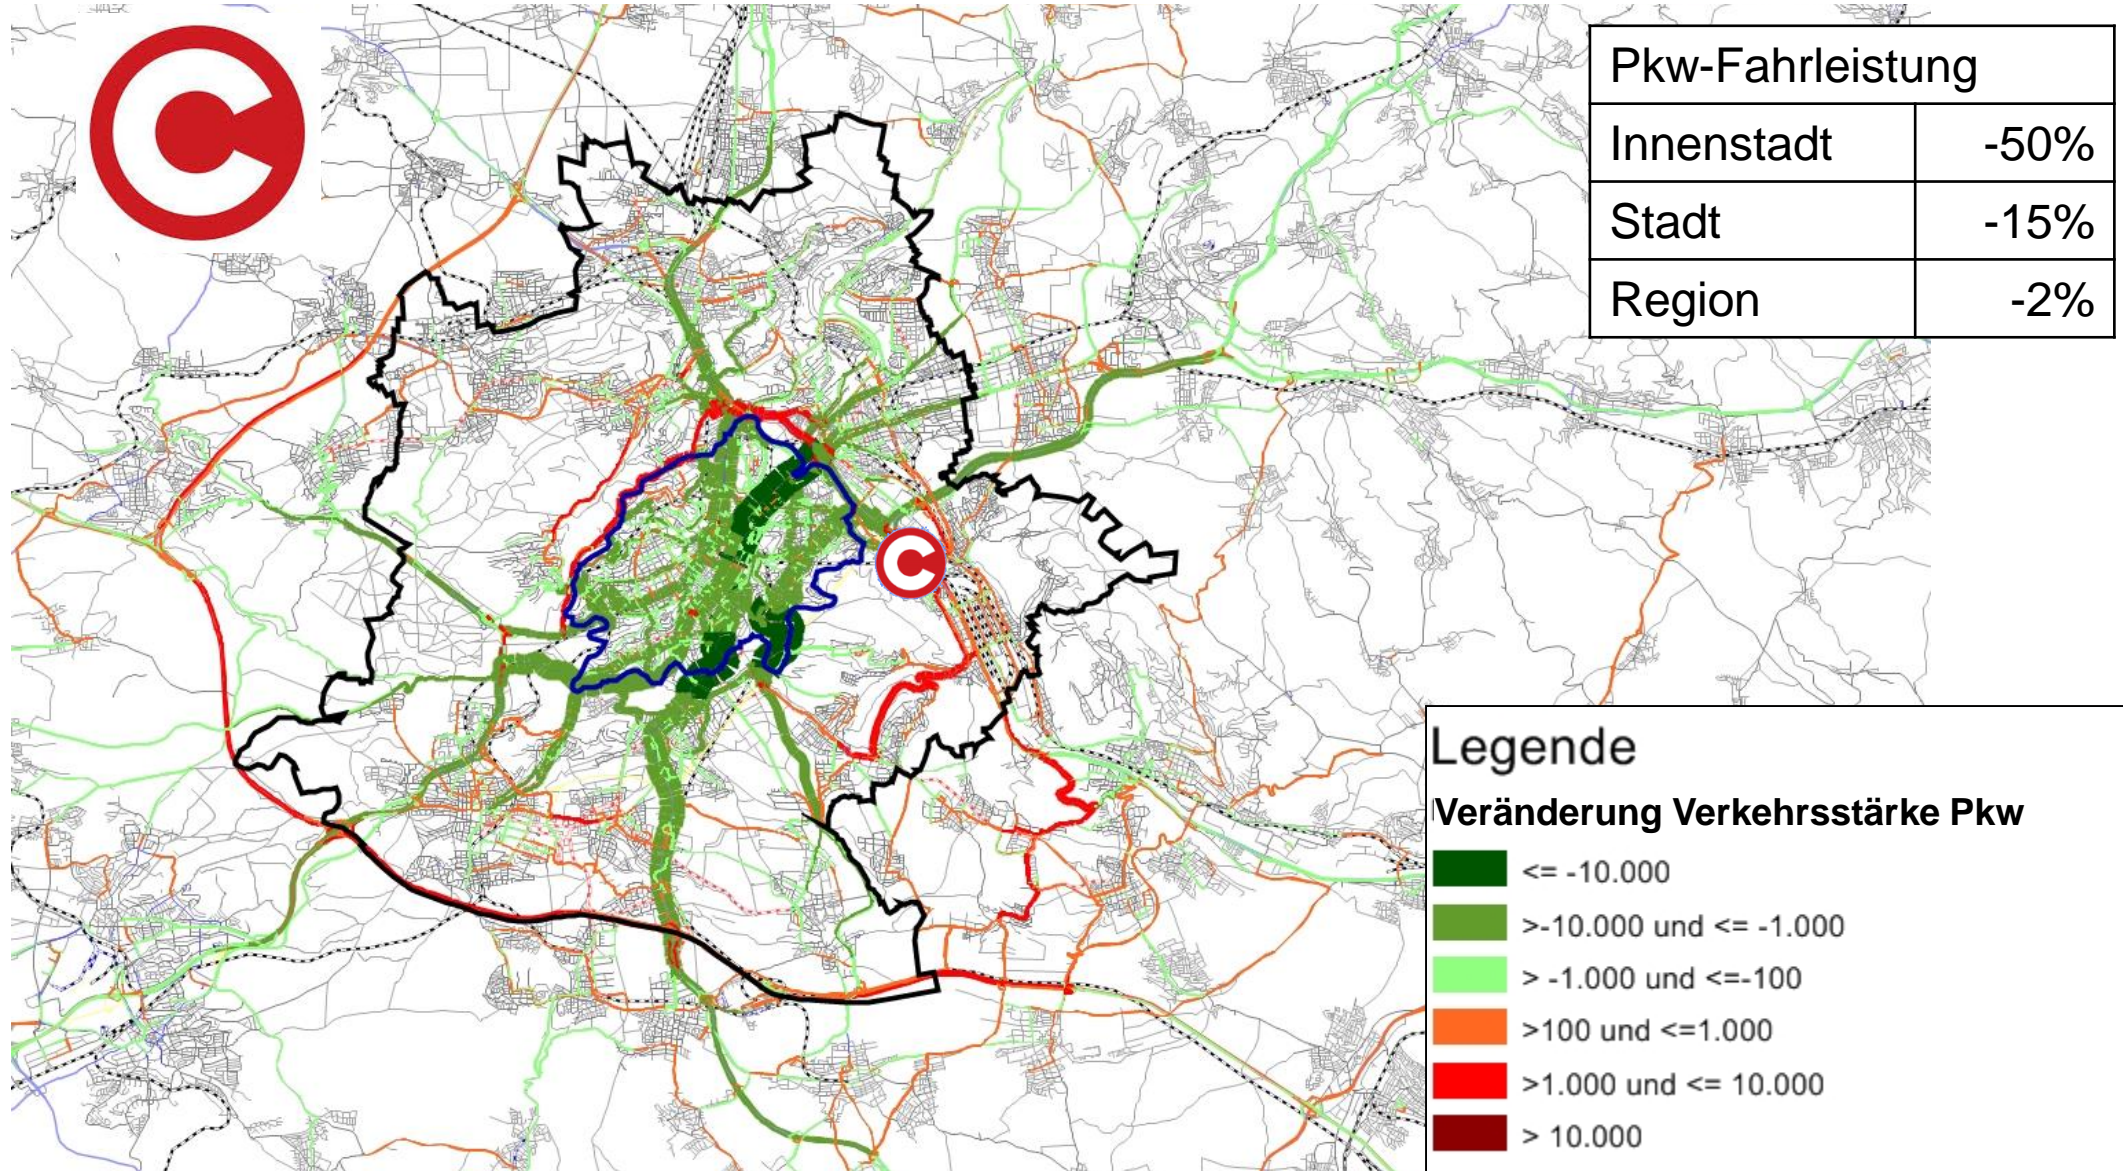 Pkw-Fahrleistung
Innenstadt -50%
Stadt -15%
Region -2%
Legende
Veränderung Verkehrsstärke Pkw
<= -10.000
>-10.000 und <= -1.000
> -1.000 und <=-100
>100 und <=1.000
>1.000 und <= 10.000
> 10.000